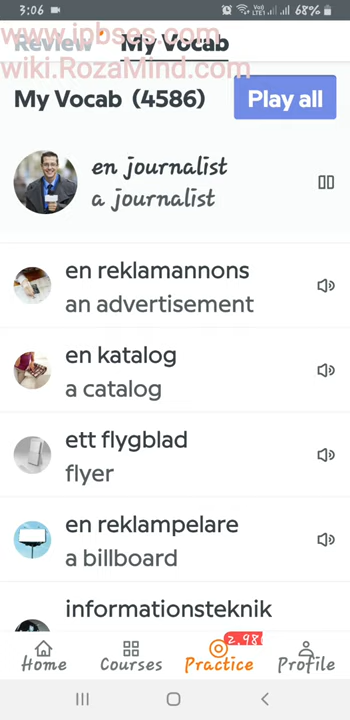 3:06
68%
www.ipbses.com
Review My Vocab
wiki.RozaMind.com
My Vocab (4586)
Play all
en journalist
a journalist
en reklamannons
an advertisement
en katalog
a catalog
ett flygblad
flyer
en reklampelare
a billboard
informationsteknik
Home
Courses
Practice
Profile